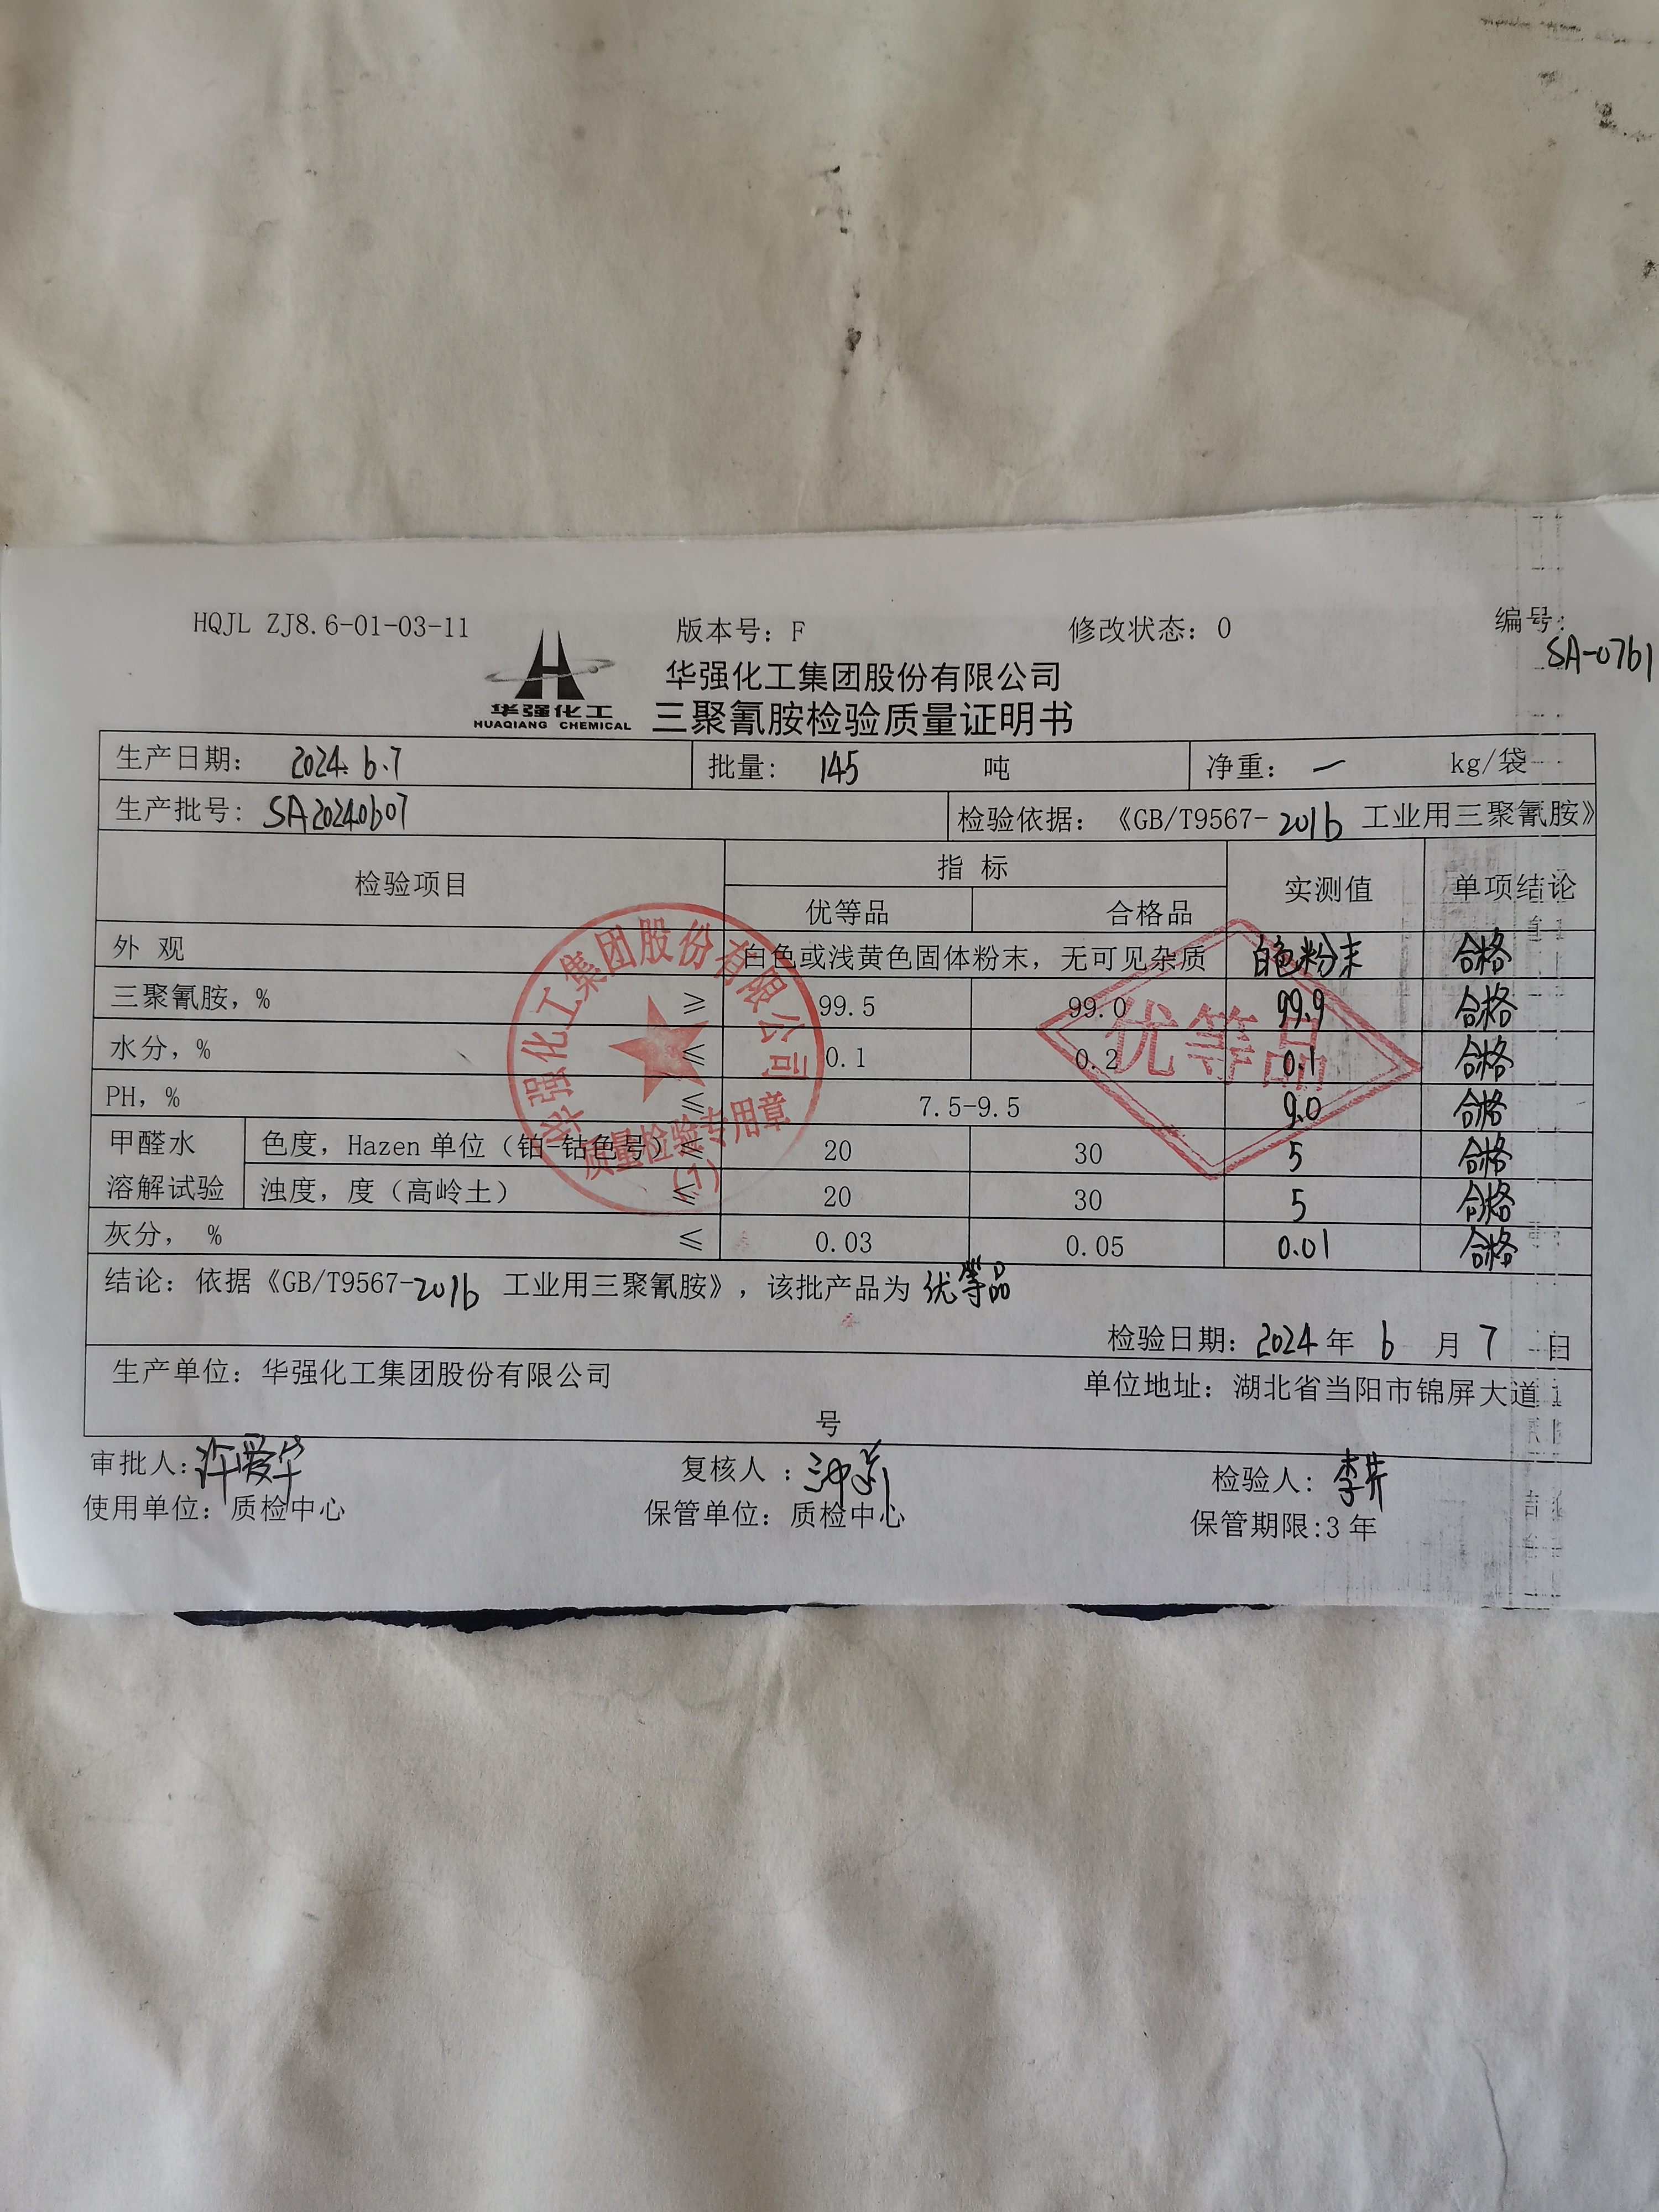 HQJL ZJ8.6-01-03-11 版本号：F 修改状态：0 编号：
SA-0761
华强化工
HUAQIANG CHEMICAL
华强化工集团股份有限公司
三聚氰胺检验质量证明书
生产日期： 2024.6.7 批量： 145 吨 净重： 一 kg/袋
生产批号： SA20240607 检验依据：《GB/T9567-2016 工业用三聚氰胺》
检验项目 指 标 实测值 单项结论
优等品 合格品
外 观 白色或浅黄色固体粉末，无可见杂质 白色粉末 合格
三聚氰胺，% ≥ 99.5 99.0 99.9 合格
水分，% ≤ 0.1 0.2 0.1 合格
PH，% ≤ 7.5-9.5 9.0 合格
甲醛水
溶解试验
色度，Hazen 单位（铂-钴色号） ≤ 20 30 5 合格
浊度，度（高岭土） ≤ 20 30 5 合格
灰分， % ≤ 0.03 0.05 0.01 合格
结论：依据《GB/T9567-2016 工业用三聚氰胺》，该批产品为 优等品
检验日期：2024 年 6 月 7 日
生产单位：华强化工集团股份有限公司 单位地址：湖北省当阳市锦屏大道 1
号
审批人：许爱华 复核人： 检验人：
使用单位：质检中心 保管单位：质检中心 保管期限:3 年
华强化工集团股份有限公司
质量检验专用章
(1)
优等品